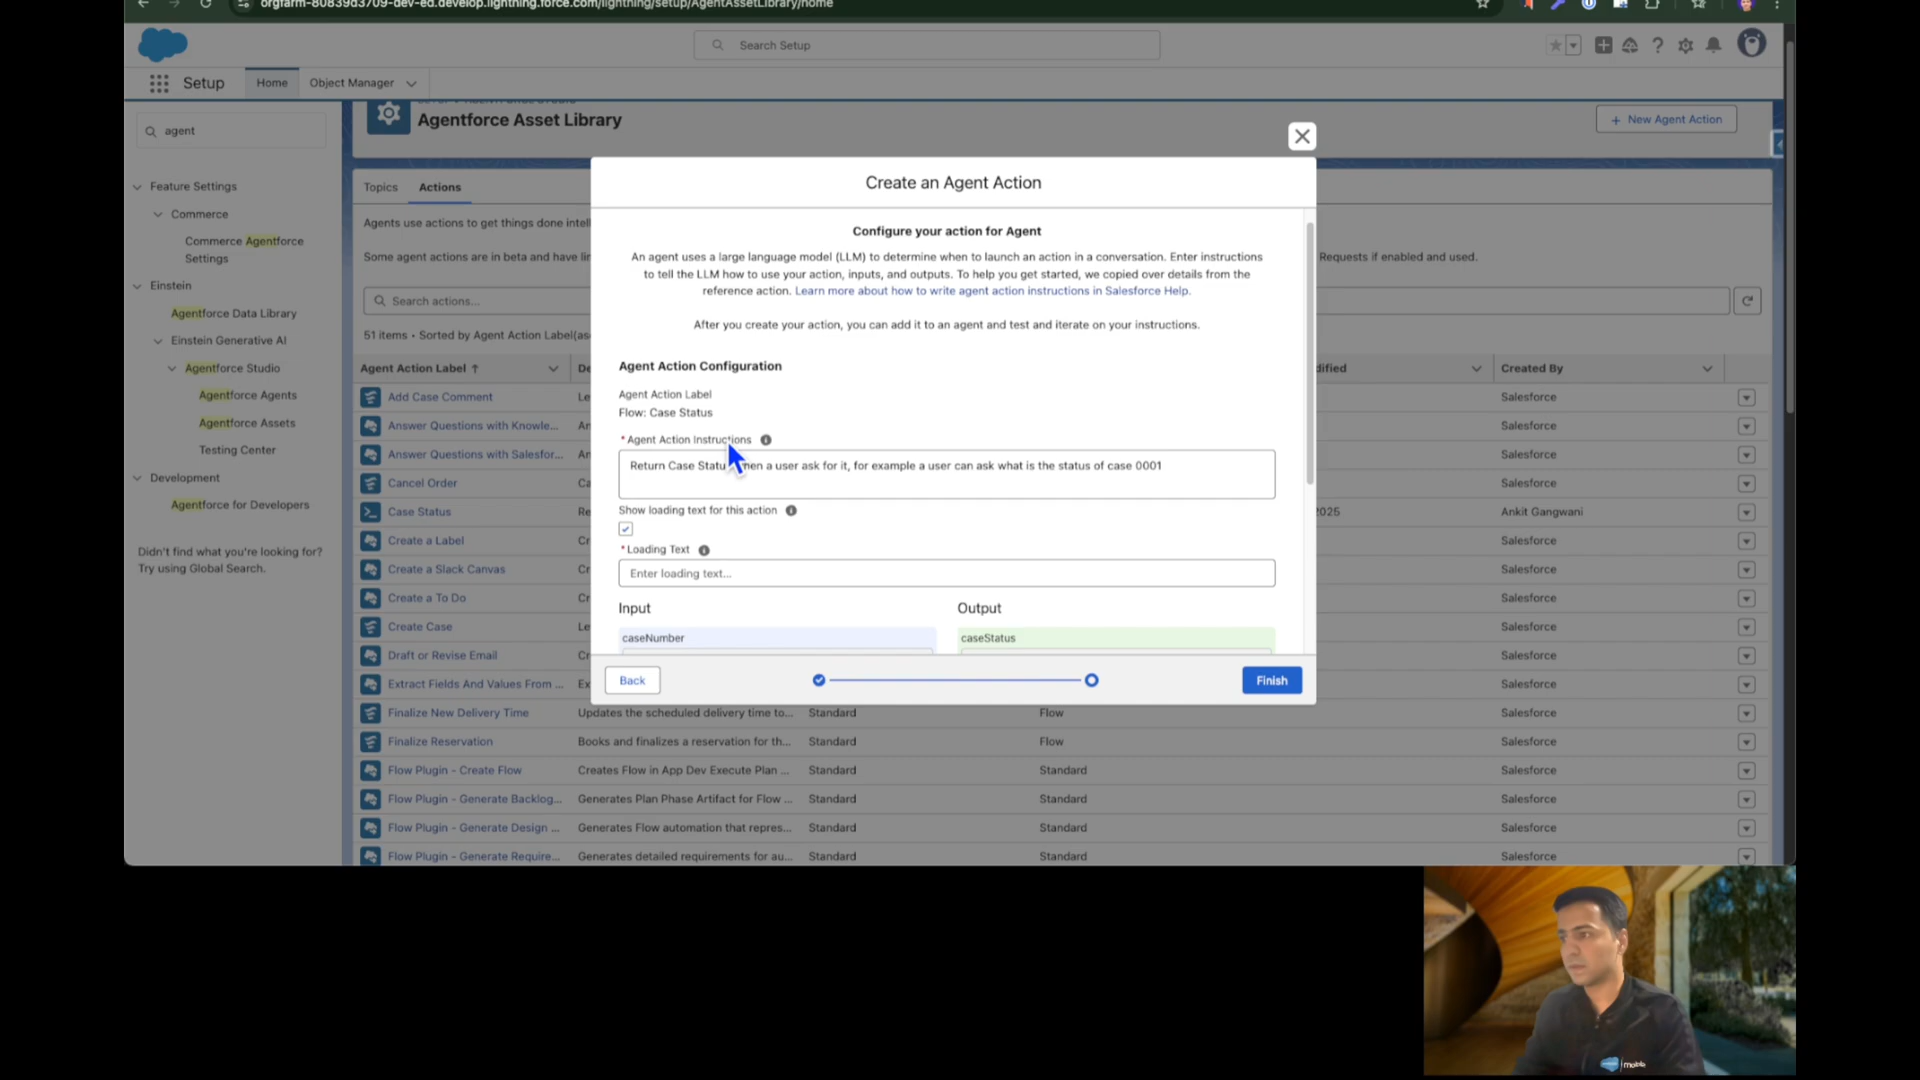 orgfarm-80839d3709-dev-ed.develop.lightning.force.com/lightning/setup/AgentAssetLibrary/home
Search Setup
Setup
Home
Object Manager
agent
Agentforce Asset Library
+ New Agent Action
Create an Agent Action
Feature Settings
Topics
Actions
Commerce
Agents use actions to get things done intel
Configure your action for Agent
Commerce Agentforce
Settings
Some agent actions are in beta and have li
An agent uses a large language model (LLM) to determine when to launch an action in a conversation. Enter instructions
Requests if enabled and used.
to tell the LLM how to use your action, inputs, and outputs. To help you get started, we copied over details from the
reference action. Learn more about how to write agent action instructions in Salesforce Help.
Einstein
Search actions...
Agentforce Data Library
After you create your action, you can add it to an agent and test and iterate on your instructions.
Einstein Generative AI
51 items • Sorted by Agent Action Label(as
Agentforce Studio
Agent Action Label ↑
De
Agent Action Configuration
dified
Created By
Agentforce Agents
Add Case Comment
Le
Agent Action Label
Salesforce
Flow: Case Status
Agentforce Assets
Answer Questions with Knowle...
An
Salesforce
* Agent Action Instructions
Testing Center
Answer Questions with Salesfor...
An
Salesforce
Return Case Statu hen a user ask for it, for example a user can ask what is the status of case 0001
Development
Cancel Order
Ca
Salesforce
Agentforce for Developers
Case Status
Re
Show loading text for this action
2025
Ankit Gangwani
Create a Label
Cr
Salesforce
Didn't find what you're looking for?
Try using Global Search.
* Loading Text
Create a Slack Canvas
Cr
Enter loading text...
Salesforce
Create a To Do
Cr
Salesforce
Input
Output
Create Case
Le
Salesforce
caseNumber
caseStatus
Draft or Revise Email
Cr
Salesforce
Extract Fields And Values From ...
Ex
Back
Finish
Salesforce
Finalize New Delivery Time
Updates the scheduled delivery time to...
Standard
Flow
Salesforce
Finalize Reservation
Books and finalizes a reservation for th...
Standard
Flow
Salesforce
Flow Plugin - Create Flow
Creates Flow in App Dev Execute Plan ...
Standard
Standard
Salesforce
Flow Plugin - Generate Backlog...
Generates Plan Phase Artifact for Flow ...
Standard
Standard
Salesforce
Flow Plugin - Generate Design ...
Generates Flow automation that repres...
Standard
Standard
Salesforce
Flow Plugin - Generate Require...
Generates detailed requirements for au...
Standard
Standard
Salesforce